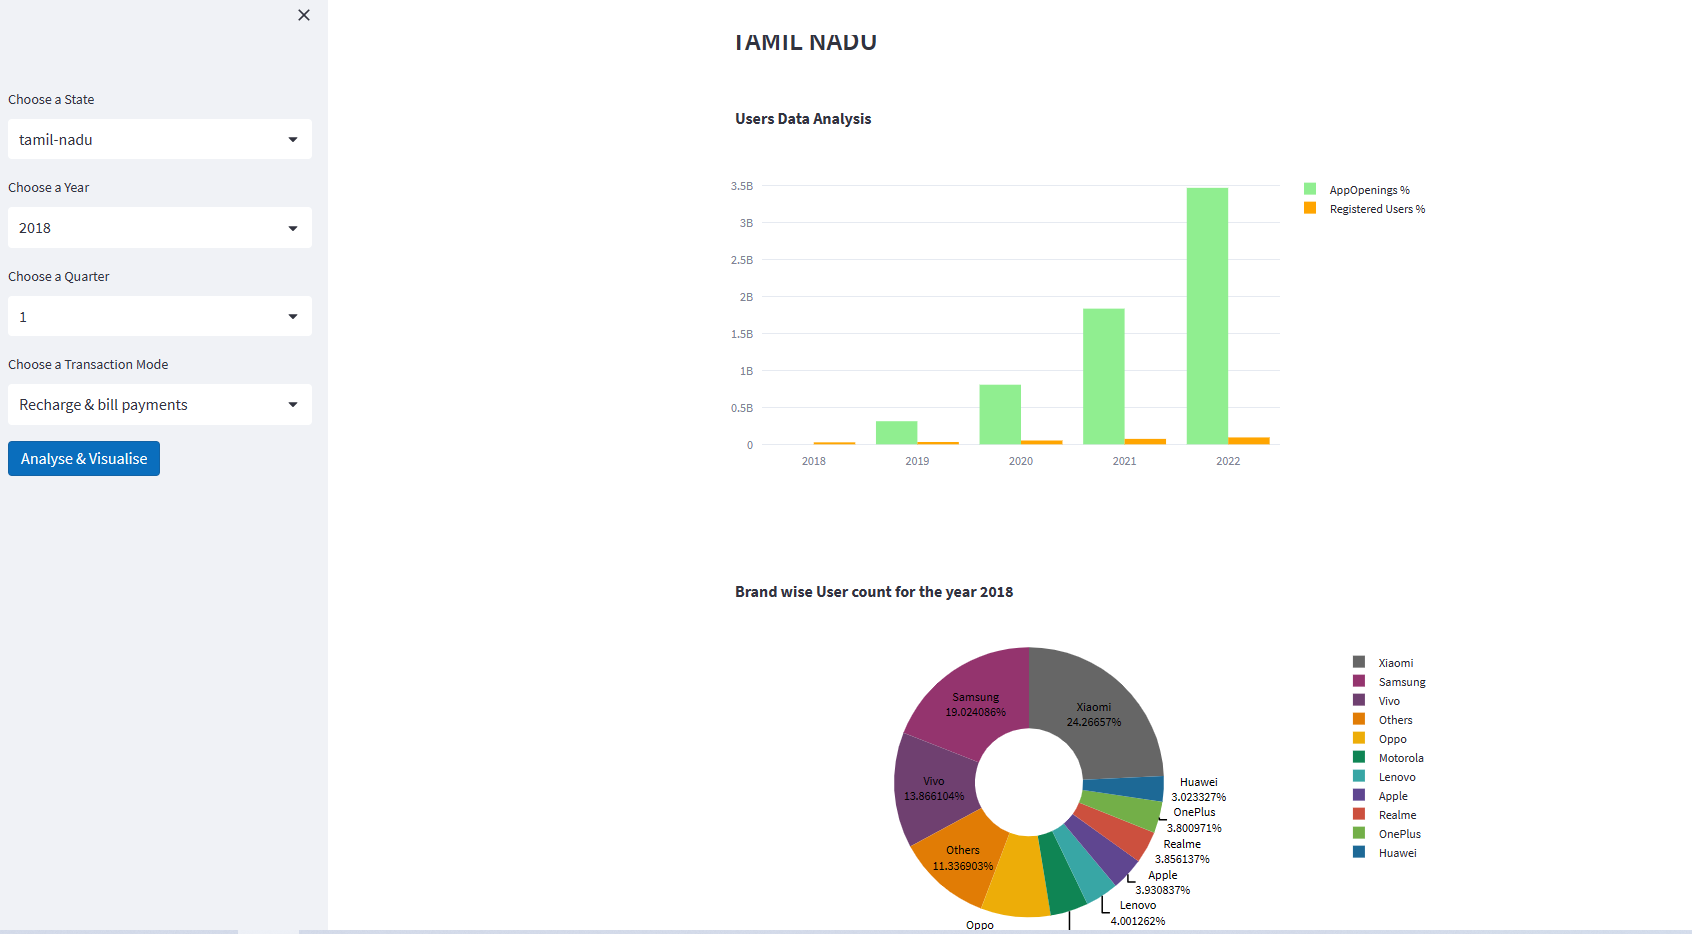 Choose a State
tamil-nadu
Choose a Year
2018
Choose a Quarter
1
Choose a Transaction Mode
Recharge & bill payments
Analyse & Visualise
TAMIL NADU
Users Data Analysis
3.5B
3B
2.5B
2B
1.5B
1B
0.5B
0
2018 2019 2020 2021 2022
AppOpenings %
Registered Users %
Brand wise User count for the year 2018
Samsung
19.024086%
Xiaomi
24.26657%
Vivo
13.866104%
Others
11.336903%
Oppo
Huawei
3.023327%
OnePlus
3.800971%
Realme
3.856137%
Apple
3.930837%
Lenovo
4.001262%
Xiaomi
Samsung
Vivo
Others
Oppo
Motorola
Lenovo
Apple
Realme
OnePlus
Huawei